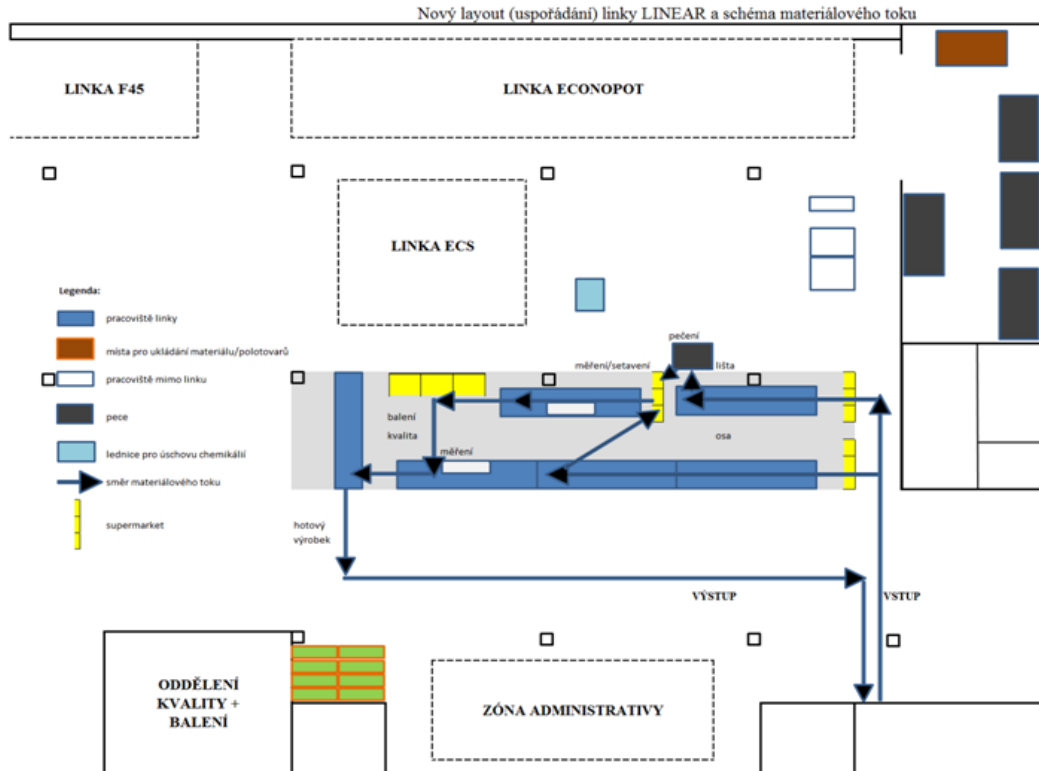 Nový layout (uspořádání) linky LINEAR a schéma materiálového toku
LINKA F45
LINKA ECONOPOT
LINKA ECS
Legenda:
pracoviště linky
místa pro ukládání materiálu/polotovarů
pracoviště mimo linku
pece
lednice pro úschovu chemikálií
směr materiálového toku
supermarket
pečení
měření/setavení
lišta
balení
kvalita
osa
měření
hotový
výrobek
VÝSTUP
VSTUP
ODDĚLENÍ
KVALITY +
BALENÍ
ZÓNA ADMINISTRATIVY